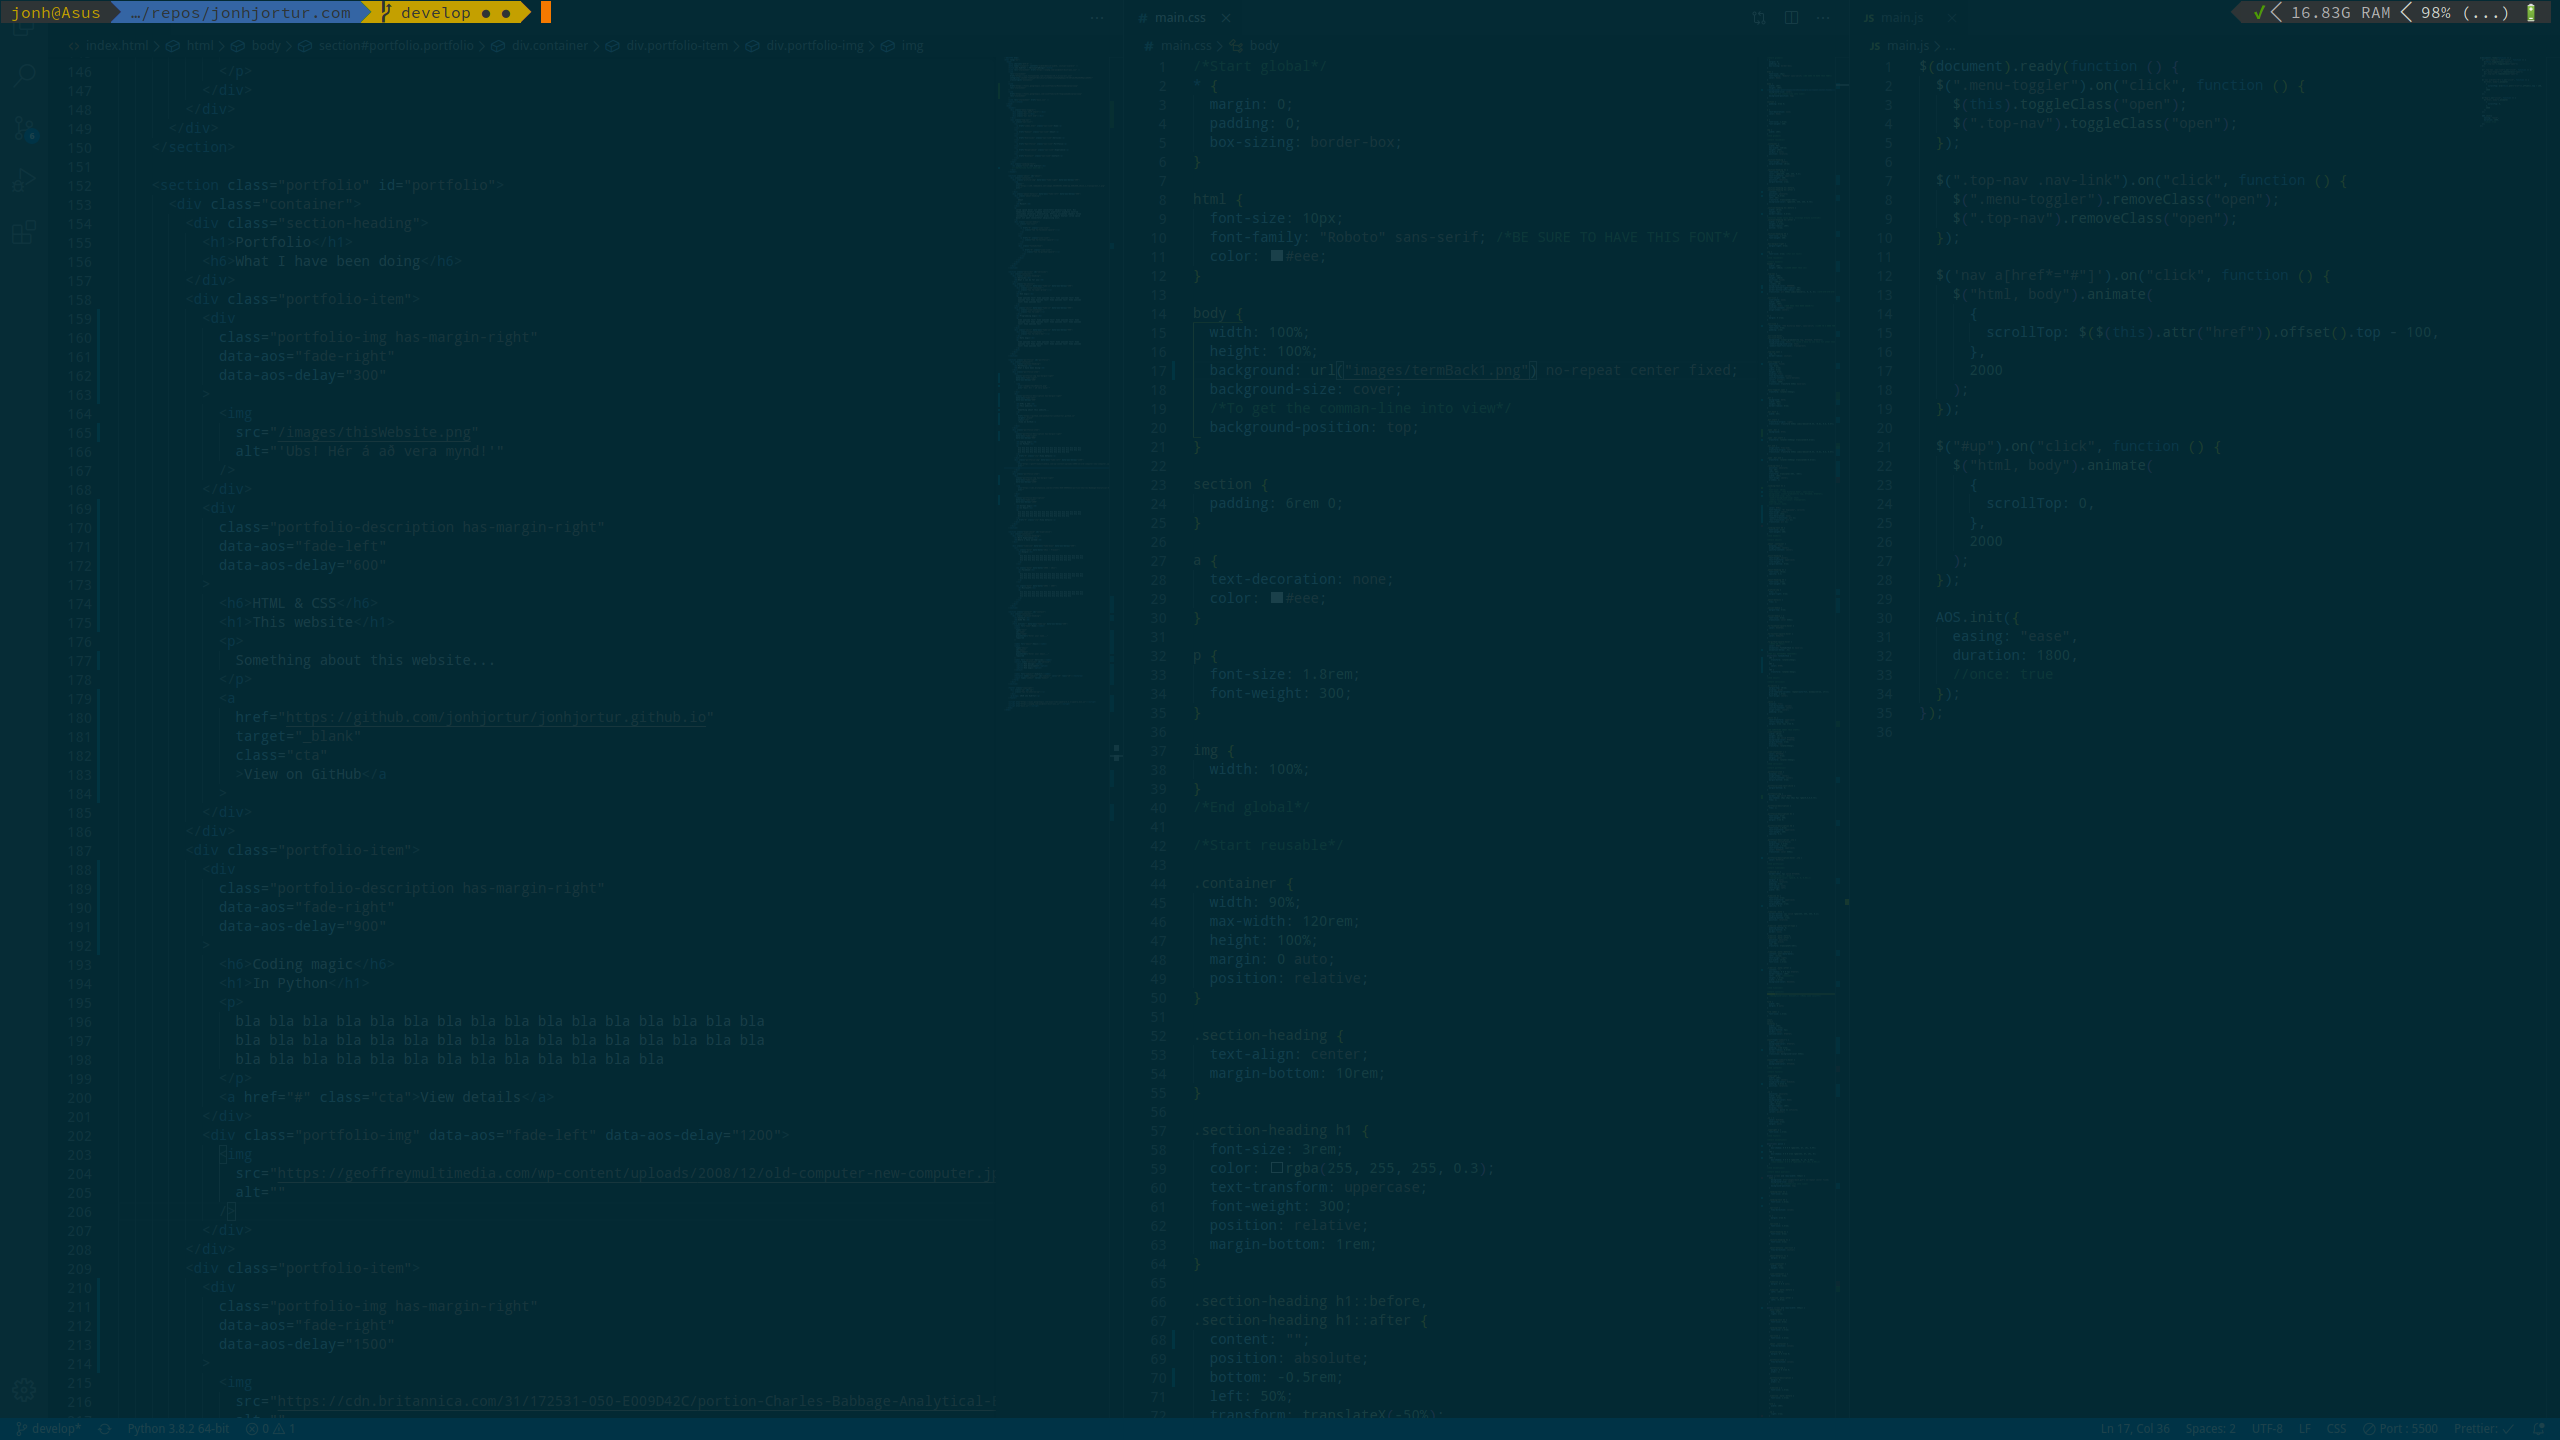 jonh@Asus …/repos/jonhjortur.com develop ● ●
✓ 16.83G RAM 98% (...)
index.html > html > body > section#portfolio.portfolio > div.container > div.portfolio-item > div.portfolio-img > img
146 </p>
147 </div>
148 </div>
149 </div>
150 </section>
151
152 <section class="portfolio" id="portfolio">
153 <div class="container">
154 <div class="section-heading">
155 <h1>Portfolio</h1>
156 <h6>What I have been doing</h6>
157 </div>
158 <div class="portfolio-item">
159 <div
160 class="portfolio-img has-margin-right"
161 data-aos="fade-right"
162 data-aos-delay="300"
163 >
164 <img
165 src="/images/thisWebsite.png"
166 alt="'Úbs! Hér á að vera mynd!'"
167 />
168 </div>
169 <div
170 class="portfolio-description has-margin-right"
171 data-aos="fade-left"
172 data-aos-delay="600"
173 >
174 <h6>HTML & CSS</h6>
175 <h1>This website</h1>
176 <p>
177 Something about this website...
178 </p>
179 <a
180 href="https://github.com/jonhjortur/jonhjortur.github.io"
181 target="_blank"
182 class="cta"
183 >View on GitHub</a
184 >
185 </div>
186 </div>
187 <div class="portfolio-item">
188 <div
189 class="portfolio-description has-margin-right"
190 data-aos="fade-right"
191 data-aos-delay="900"
192 >
193 <h6>Coding magic</h6>
194 <h1>In Python</h1>
195 <p>
196 bla bla bla bla bla bla bla bla bla bla bla bla bla bla bla bla
197 bla bla bla bla bla bla bla bla bla bla bla bla bla bla bla bla
198 bla bla bla bla bla bla bla bla bla bla bla bla bla
199 </p>
200 <a href="#" class="cta">View details</a>
201 </div>
202 <div class="portfolio-img" data-aos="fade-left" data-aos-delay="1200">
203 <img
204 src="https://geoffreymultimedia.com/wp-content/uploads/2008/12/old-computer-new-computer.j
205 alt=""
206 />
207 </div>
208 </div>
209 <div class="portfolio-item">
210 <div
211 class="portfolio-img has-margin-right"
212 data-aos="fade-right"
213 data-aos-delay="1500"
214 >
215 <img
216 src="https://cdn.britannica.com/31/172531-050-E009D42C/portion-Charles-Babbage-Analytical-
# main.css
# main.css > body
1 /*Start global*/
2 * {
3 margin: 0;
4 padding: 0;
5 box-sizing: border-box;
6 }
7
8 html {
9 font-size: 10px;
10 font-family: "Roboto" sans-serif; /*BE SURE TO HAVE THIS FONT*/
11 color: #eee;
12 }
13
14 body {
15 width: 100%;
16 height: 100%;
17 background: url("images/termBack1.png") no-repeat center fixed;
18 background-size: cover;
19 /*To get the comman-line into view*/
20 background-position: top;
21 }
22
23 section {
24 padding: 6rem 0;
25 }
26
27 a {
28 text-decoration: none;
29 color: #eee;
30 }
31
32 p {
33 font-size: 1.8rem;
34 font-weight: 300;
35 }
36
37 img {
38 width: 100%;
39 }
40 /*End global*/
41
42 /*Start reusable*/
43
44 .container {
45 width: 90%;
46 max-width: 120rem;
47 height: 100%;
48 margin: 0 auto;
49 position: relative;
50 }
51
52 .section-heading {
53 text-align: center;
54 margin-bottom: 10rem;
55 }
56
57 .section-heading h1 {
58 font-size: 3rem;
59 color: rgba(255, 255, 255, 0.3);
60 text-transform: uppercase;
61 font-weight: 300;
62 position: relative;
63 margin-bottom: 1rem;
64 }
65
66 .section-heading h1::before,
67 .section-heading h1::after {
68 content: "";
69 position: absolute;
70 bottom: -0.5rem;
71 left: 50%;
72 transform: translateX(-50%);
JS main.js
JS main.js > ...
1 $(document).ready(function () {
2 $(".menu-toggler").on("click", function () {
3 $(this).toggleClass("open");
4 $(".top-nav").toggleClass("open");
5 });
6
7 $(".top-nav .nav-link").on("click", function () {
8 $(".menu-toggler").removeClass("open");
9 $(".top-nav").removeClass("open");
10 });
11
12 $('nav a[href*="#"]').on("click", function () {
13 $("html, body").animate(
14 {
15 scrollTop: $($(this).attr("href")).offset().top - 100,
16 },
17 2000
18 );
19 });
20
21 $("#up").on("click", function () {
22 $("html, body").animate(
23 {
24 scrollTop: 0,
25 },
26 2000
27 );
28 });
29
30 AOS.init({
31 easing: "ease",
32 duration: 1800,
33 //once: true
34 });
35 });
36
develop* Python 3.8.2 64-bit 0 1 Ln 17, Col 36 Spaces: 2 UTF-8 LF CSS Port : 5500 Prettier: ✓